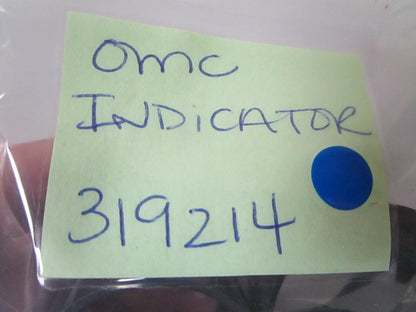 OMC
INDiCATOR
319214